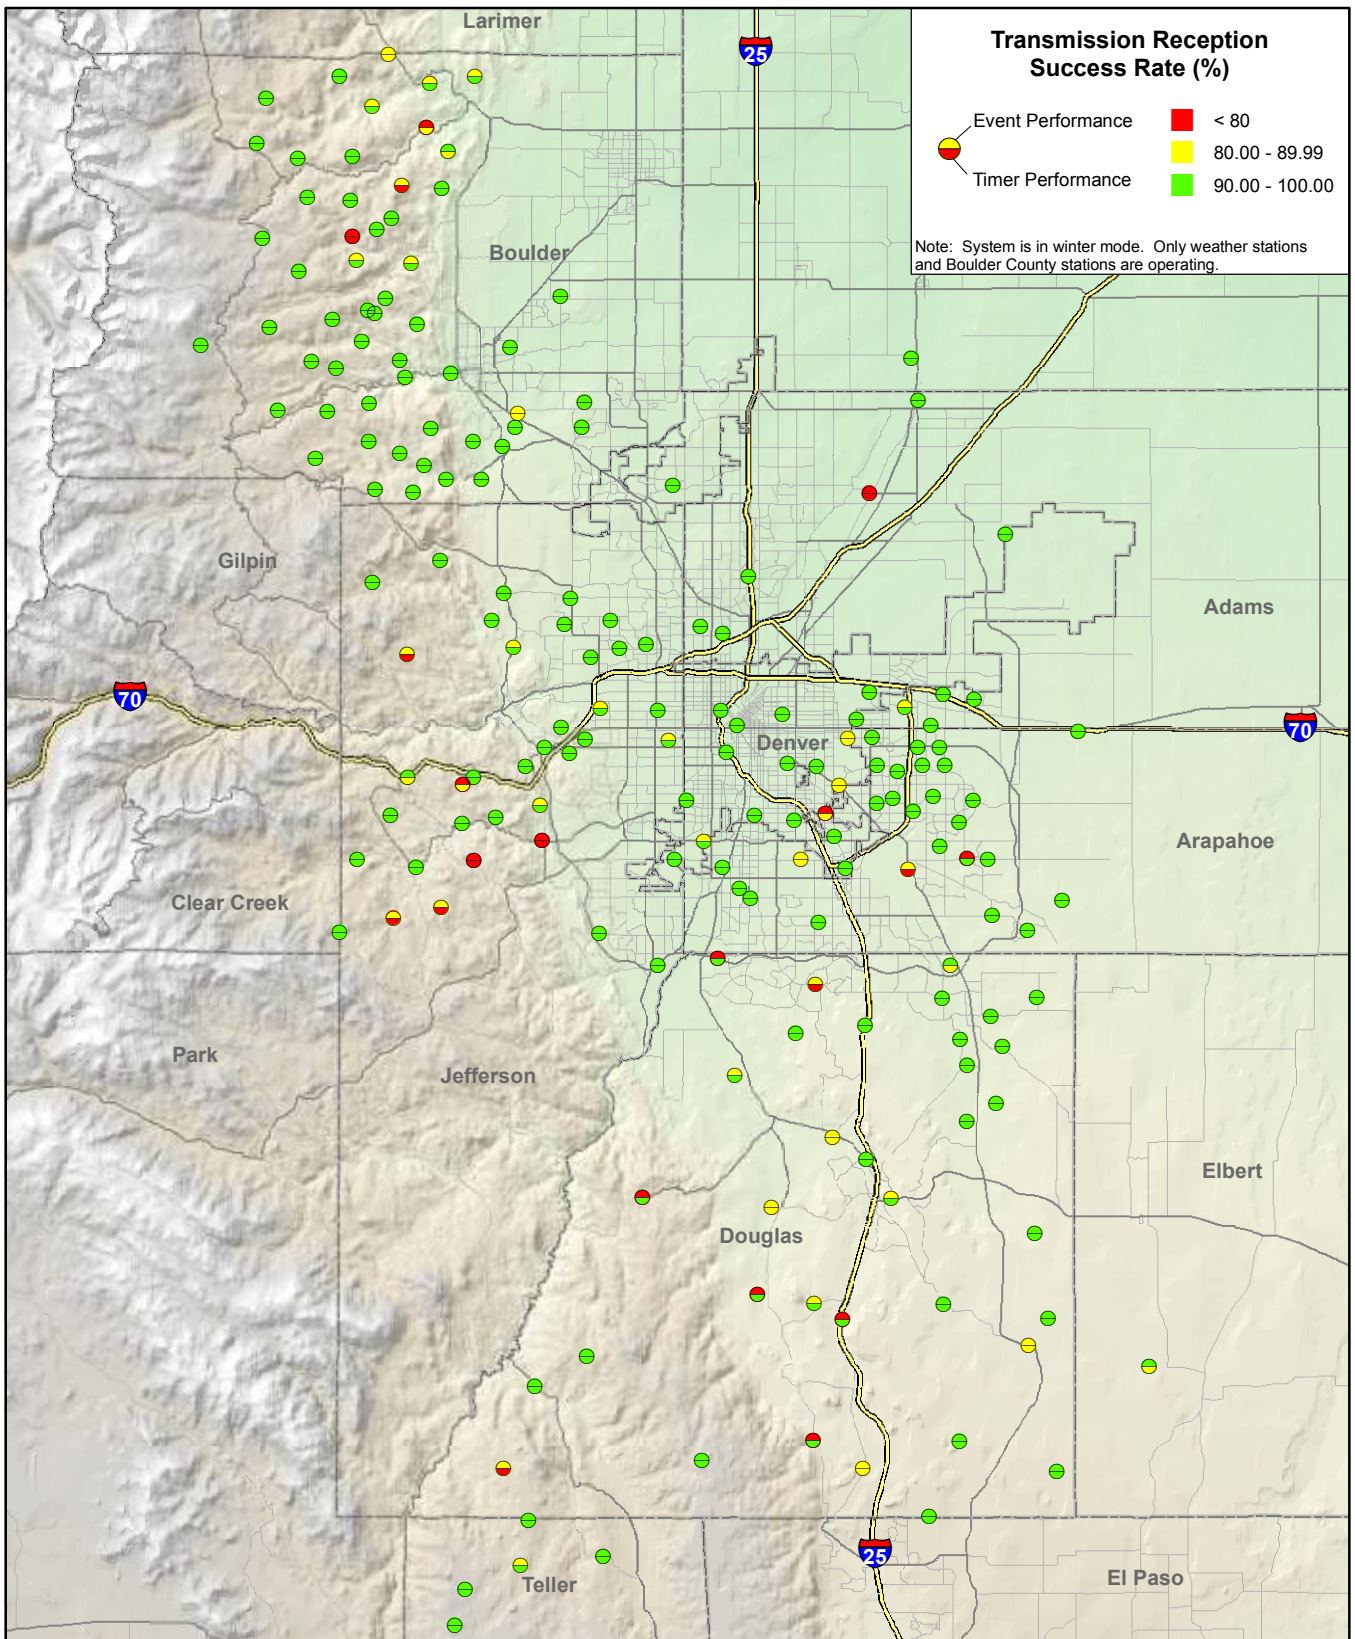 Larimer
25
Transmission Reception
Success Rate (%)
Event Performance
Timer Performance
< 80
80.00 - 89.99
90.00 - 100.00
Note:  System is in winter mode.  Only weather stations
and Boulder County stations are operating.
Boulder
Gilpin
Adams
70
70
Denver
Arapahoe
Clear Creek
Park
Jefferson
Elbert
Douglas
25
Teller
El Paso